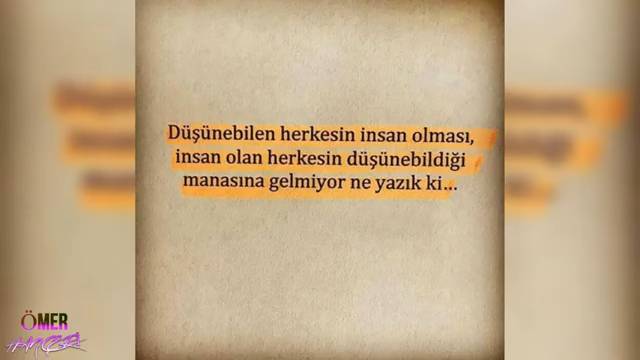 Düşünebilen herkesin insan olması,
insan olan herkesin düşünebildiği
manasına gelmiyor ne yazık ki...
ÖMER